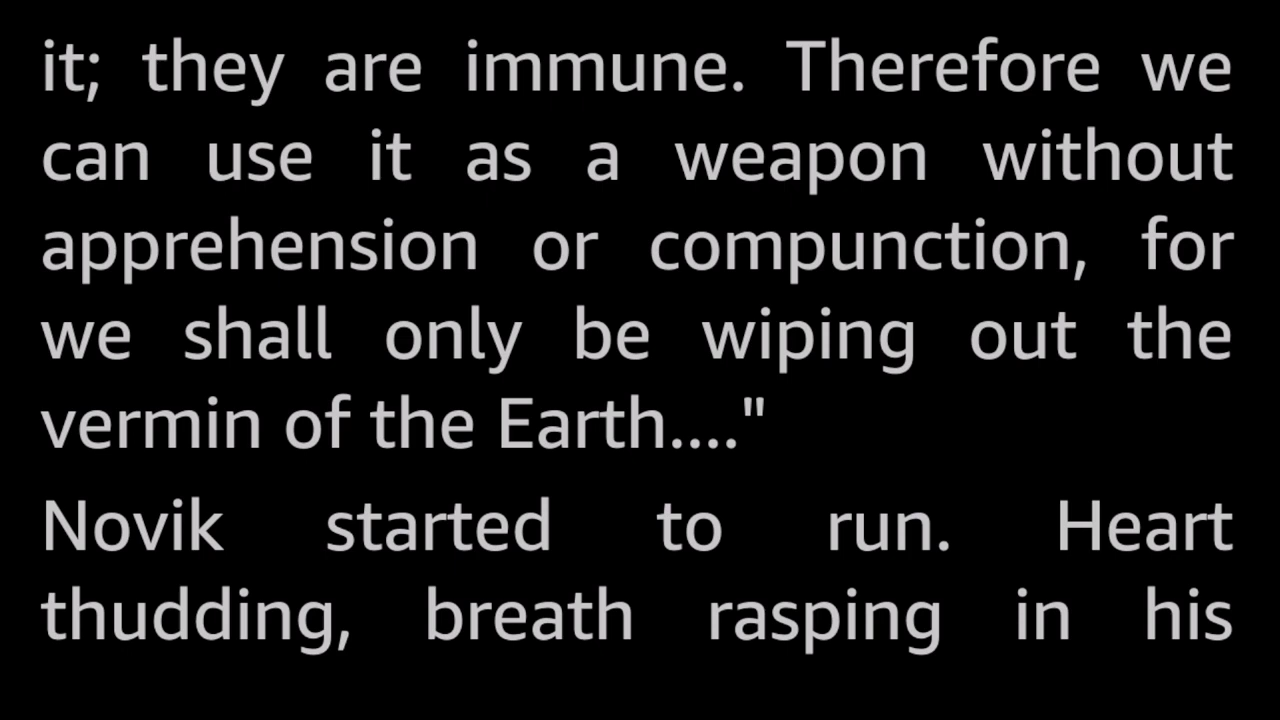 it; they are immune. Therefore we
can use it as a weapon without
apprehension or compunction, for
we shall only be wiping out the
vermin of the Earth...."
Novik started to run. Heart
thudding, breath rasping in his